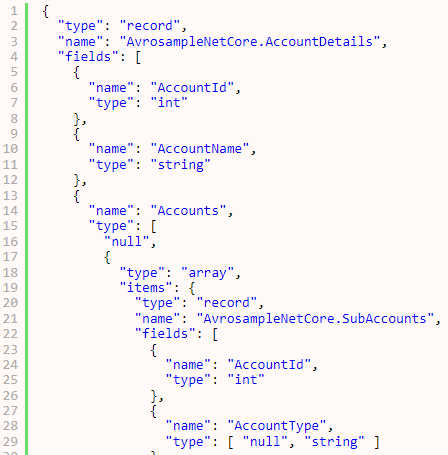 1 {
2   "type": "record",
3   "name": "AvrosampleNetCore.AccountDetails",
4   "fields": [
5     {
6       "name": "AccountId",
7       "type": "int"
8     },
9     {
10       "name": "AccountName",
11       "type": "string"
12     },
13     {
14       "name": "Accounts",
15       "type": [
16         "null",
17         {
18           "type": "array",
19           "items": {
20             "type": "record",
21             "name": "AvrosampleNetCore.SubAccounts",
22             "fields": [
23               {
24                 "name": "AccountId",
25                 "type": "int"
26               },
27               {
28                 "name": "AccountType",
29                 "type": [ "null", "string" ]